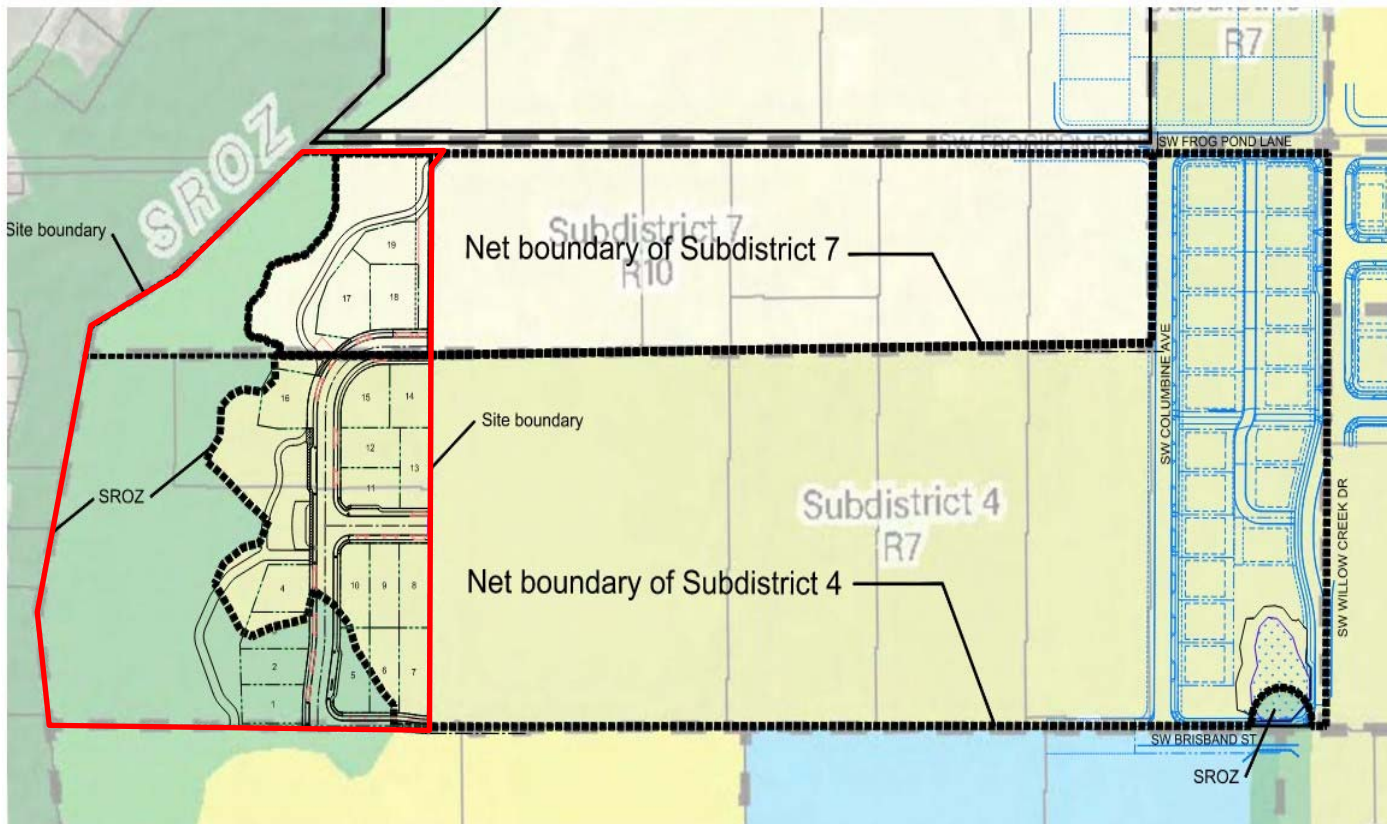 R7
SW FROG POND LANE
SROZ
Site boundary
19
Subdistrict 7
R10
Net boundary of Subdistrict 7
17
18
SW COLUMBINE AVE
16
15
14
Site boundary
12
13
11
SROZ
Subdistrict 4
R7
SW WILLOW CREEK DR
10
9
8
4
Net boundary of Subdistrict 4
2
5
6
7
1
SW BRISBAND ST
SROZ